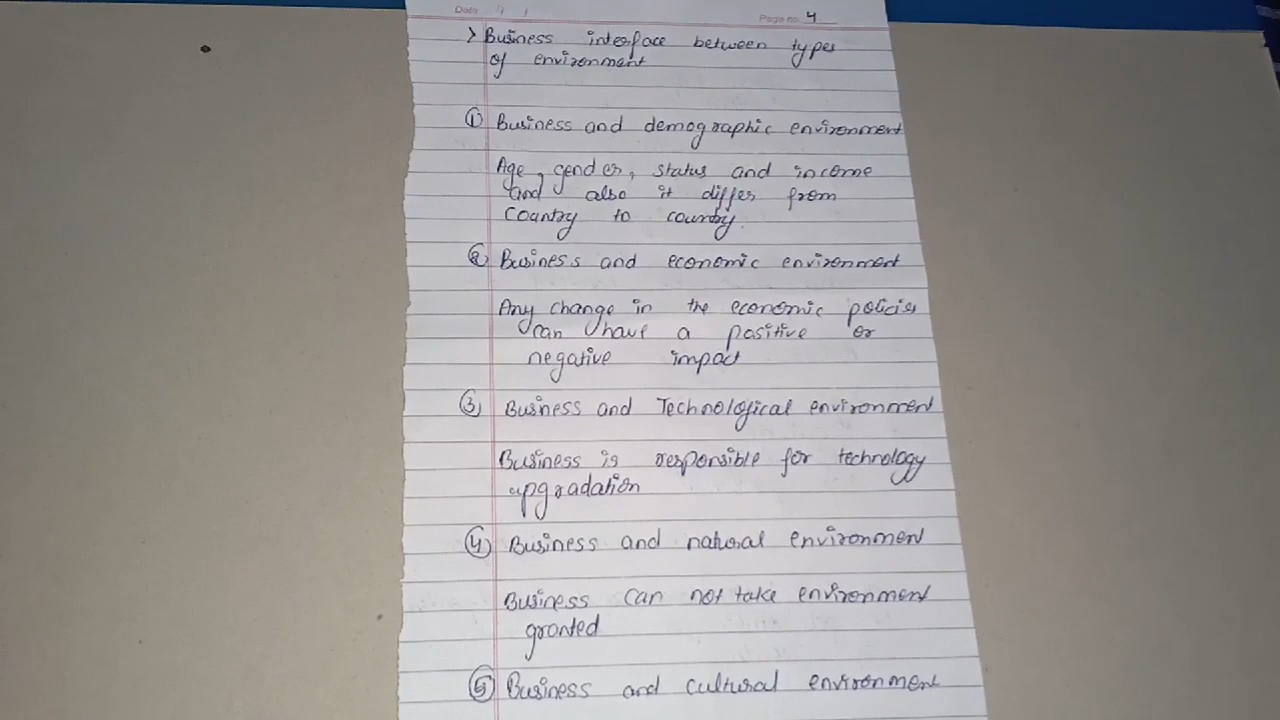 Date
Page no. 4
> Business interface between types
of environment
① Business and demographic environment
Age, gender, status and income
and also it differ from
country to country.
② Business and economic environment
Any change in the economic policies
can have a positive or
negative impact
③ Business and Technological environment
Business is responsible for technology
upgradation
④ Business and natural environment
Business can not take environment
granted
⑤ Business and cultural environment